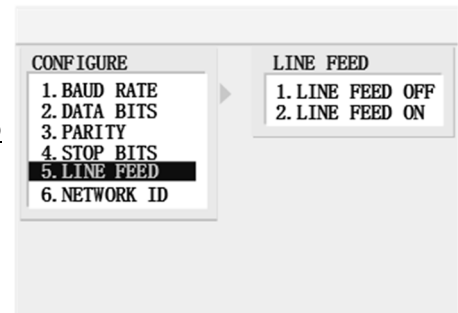 CONFIGURE
1. BAUD RATE
2. DATA BITS
3. PARITY
4. STOP BITS
5. LINE FEED
6. NETWORK ID
LINE FEED
1. LINE FEED OFF
2. LINE FEED ON